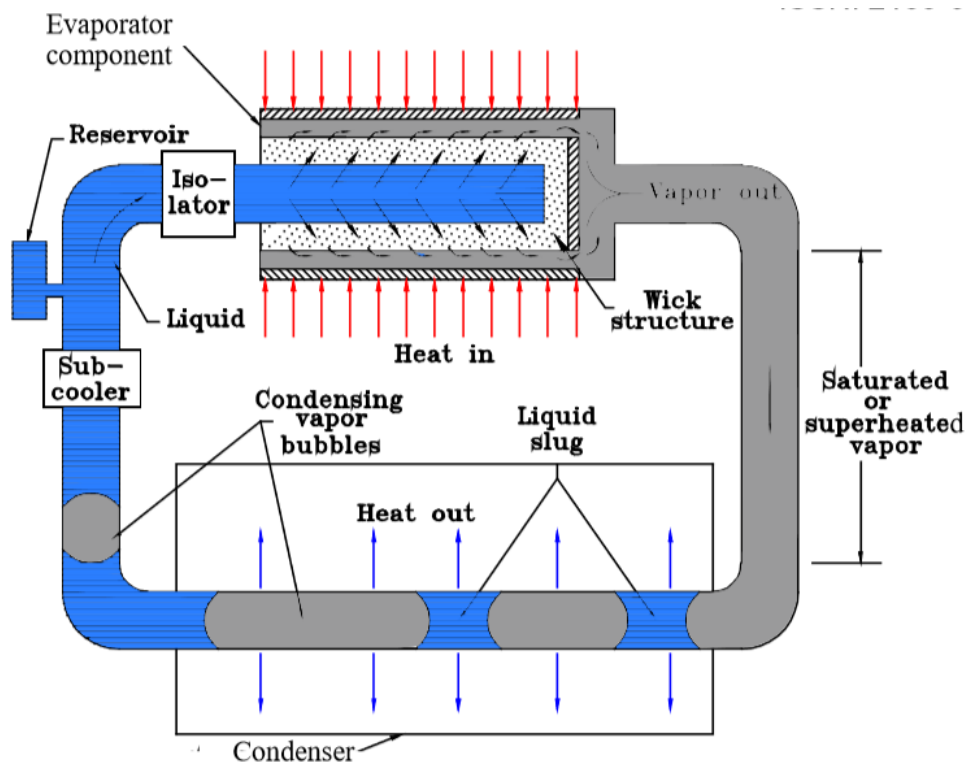 Evaporator
component
Reservoir
Iso-
lator
Vapor out
Liquid
Wick
structure
Heat in
Sub-
cooler
Condensing
vapor
bubbles
Liquid
slug
Saturated
or
superheated
vapor
Heat out
Condenser